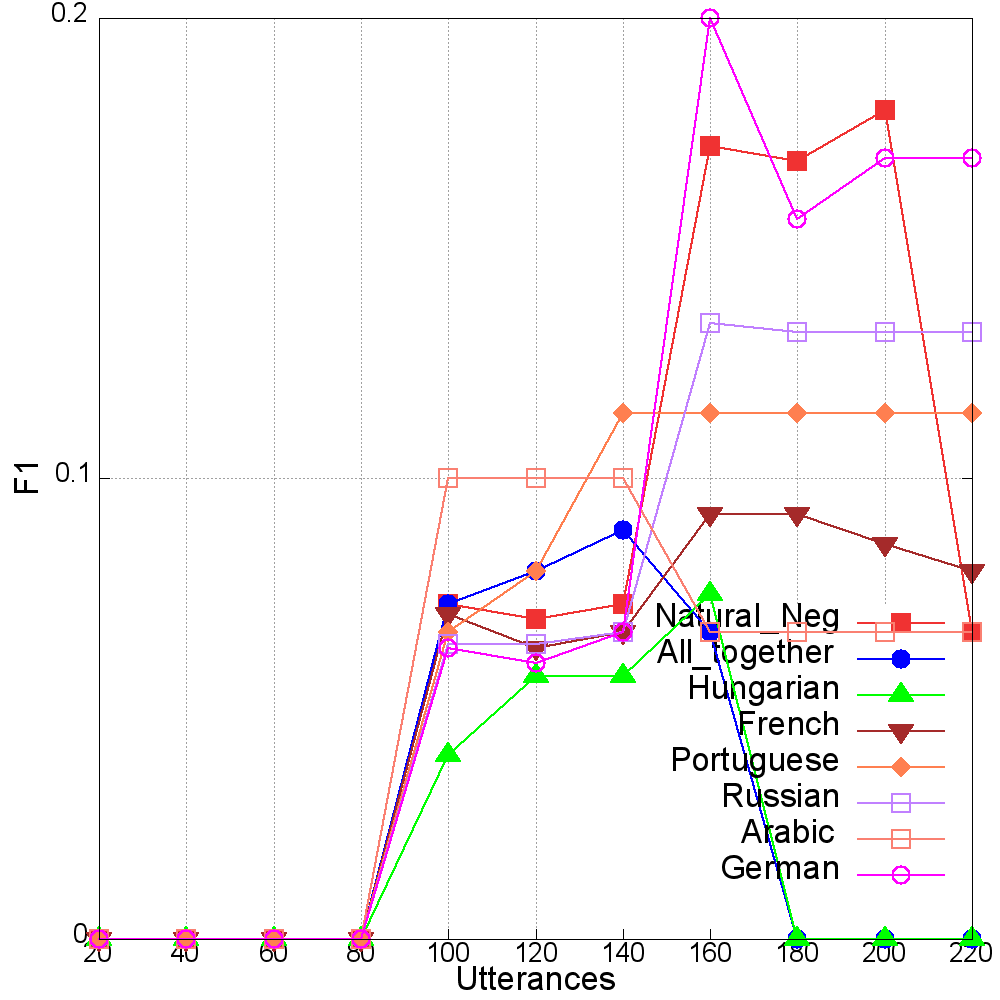 0.2
0.1
0
F1
20 40 60 80 100 120 140 160 180 200 220
Utterances
Natural_Neg
All_together
Hungarian
French
Portuguese
Russian
Arabic
German